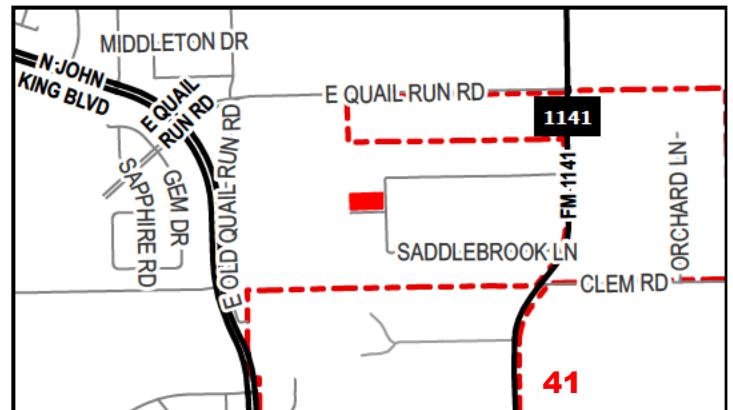 MIDDLETON DR
N JOHN
KING BLVD
E QUAIL
RUN RD
E QUAIL RUN RD
1141
FM 1141
E OLD QUAIL RUN RD
SAPPHIRE RD
GEM DR
ORCHARD LN
SADDLEBROOK LN
CLEM RD
41